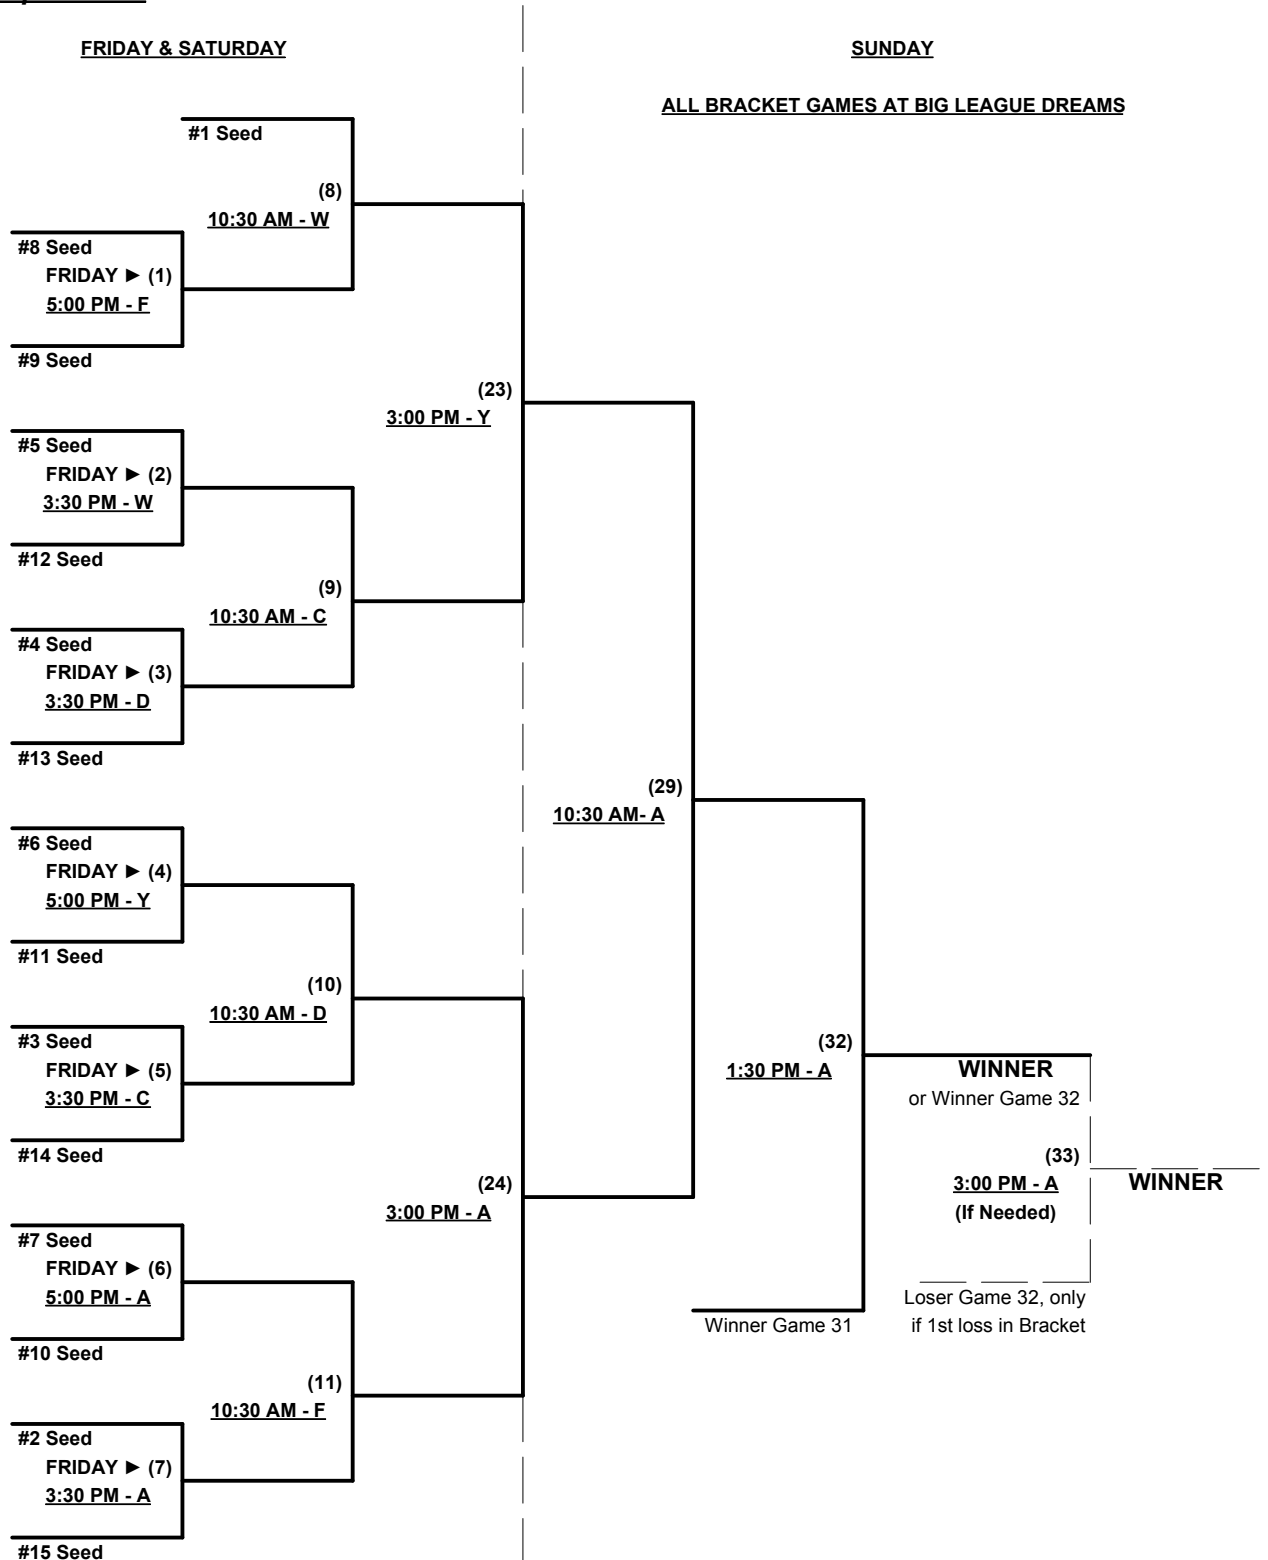 FRIDAY & SATURDAY
SUNDAY
ALL BRACKET GAMES AT BIG LEAGUE DREAMS
#1 Seed
(8)
10:30 AM - W
#8 Seed
FRIDAY ► (1)
5:00 PM - F
#9 Seed
(23)
3:00 PM - Y
#5 Seed
FRIDAY ► (2)
3:30 PM - W
#12 Seed
(9)
10:30 AM - C
#4 Seed
FRIDAY ► (3)
3:30 PM - D
#13 Seed
(29)
10:30 AM- A
#6 Seed
FRIDAY ► (4)
5:00 PM - Y
#11 Seed
(10)
10:30 AM - D
#3 Seed
FRIDAY ► (5)
3:30 PM - C
#14 Seed
(32)
1:30 PM - A
WINNER
or Winner Game 32
(33)
3:00 PM - A
(If Needed)
WINNER
(24)
3:00 PM - A
#7 Seed
FRIDAY ► (6)
5:00 PM - A
#10 Seed
Loser Game 32, only
if 1st loss in Bracket
Winner Game 31
(11)
10:30 AM - F
#2 Seed
FRIDAY ► (7)
3:30 PM - A
#15 Seed